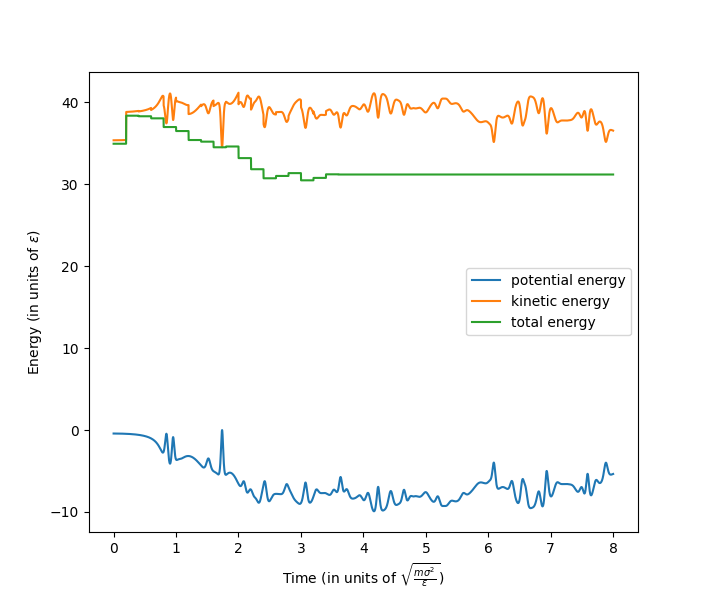 40
30
20
10
0
−10
Energy (in units of ε)
potential energy
kinetic energy
total energy
0 1 2 3 4 5 6 7 8
Time (in units of √(mσ²/ε))